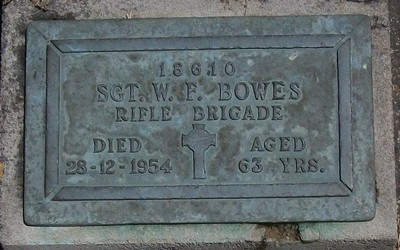 18610
SGT. W. F. BOWES
RIFLE BRIGADE
DIED AGED
28-12-1954 63 YRS.